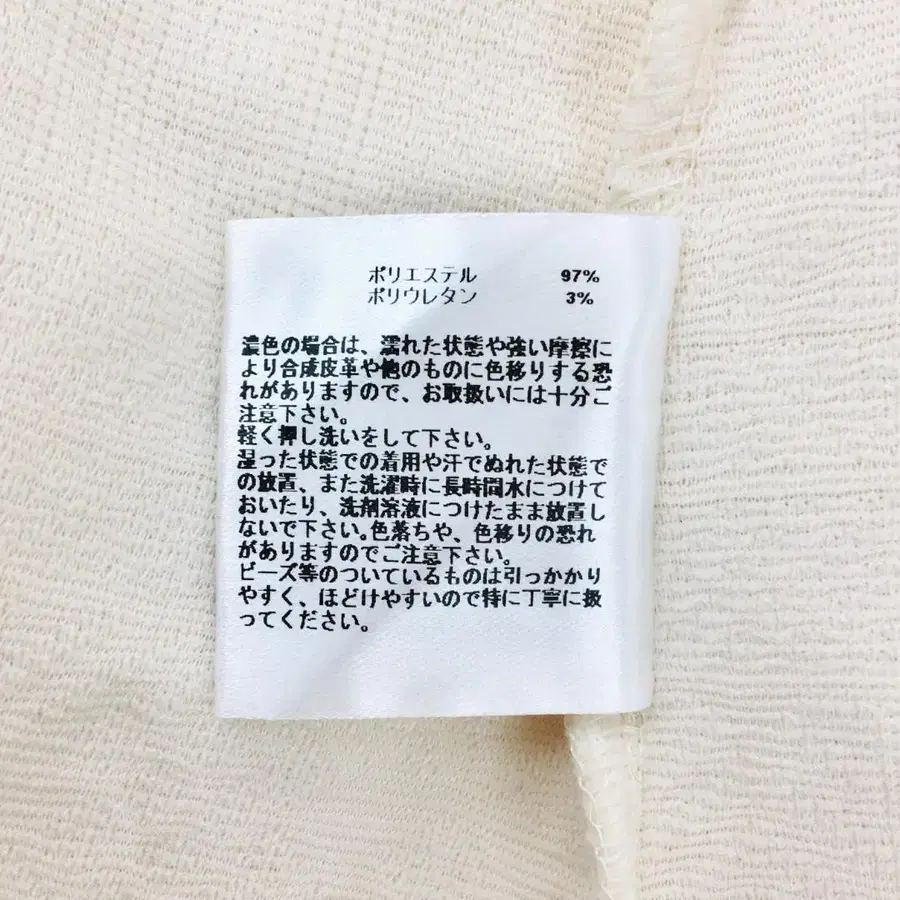 ポリエステル 97%
ポリウレタン 3%
濃色の場合は、濡れた状態や強い摩擦に
より合成皮革や他のものに色移りする恐
れがありますので、お取扱いには十分ご
注意下さい。
軽く押し洗いをして下さい。
湿った状態での着用や汗でぬれた状態で
の放置、また洗濯時に長時間水につけて
おいたり、洗剤溶液につけたまま放置し
ないで下さい。色落ちや、色移りの恐れ
がありますのでご注意下さい。
ビーズ等のついているものは引っかかり
やすく、ほどけやすいので特に丁寧に扱
ってください。